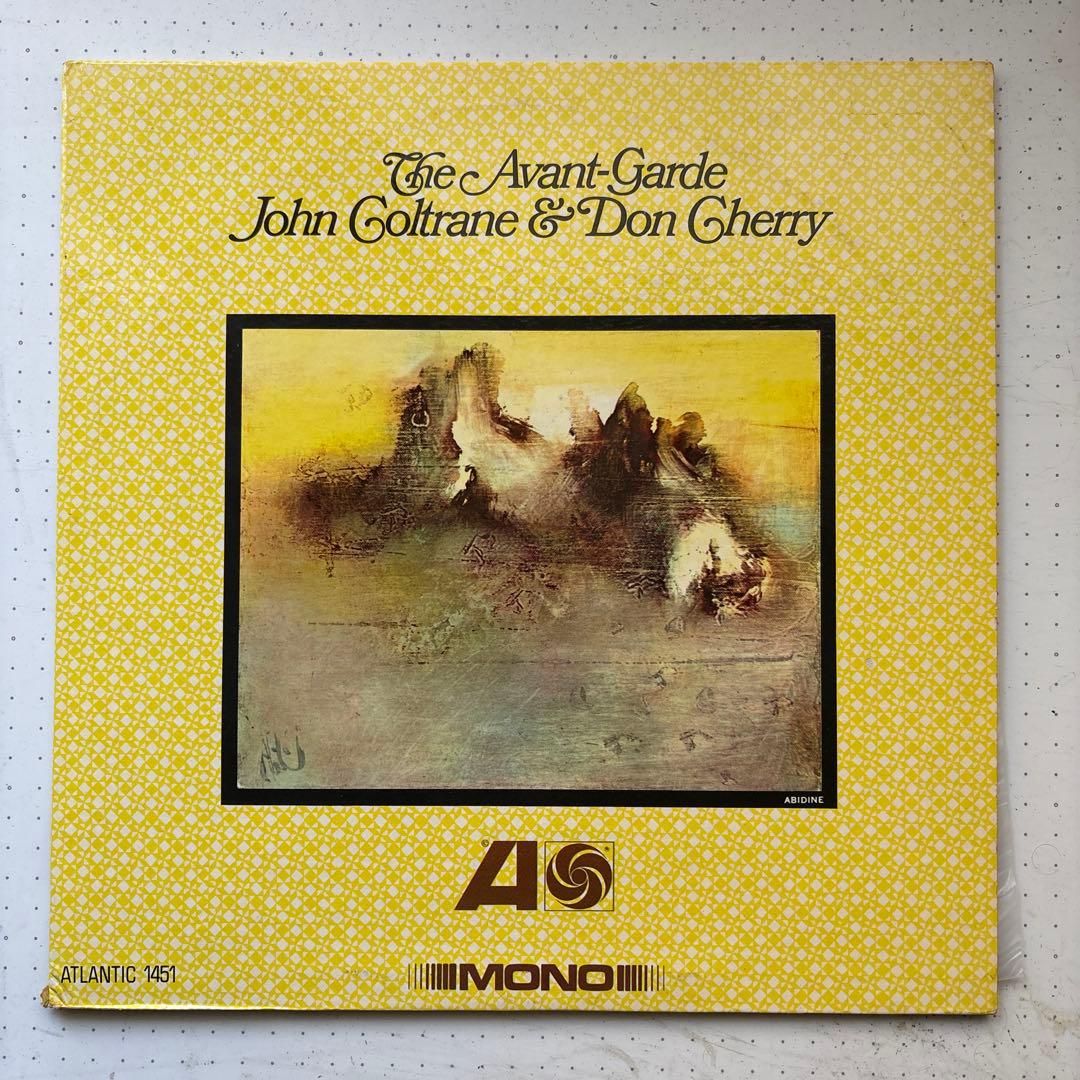 The Avant-Garde
John Coltrane & Don Cherry
ABIDINE
A
ATLANTIC 1451
MONO